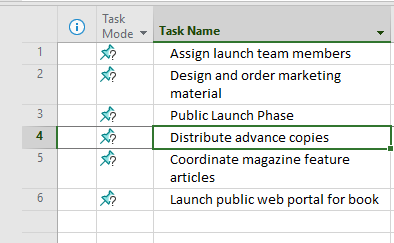 Task
Mode
Task Name
1 Assign launch team members
2 Design and order marketing
material
3 Public Launch Phase
4 Distribute advance copies
5 Coordinate magazine feature
articles
6 Launch public web portal for book